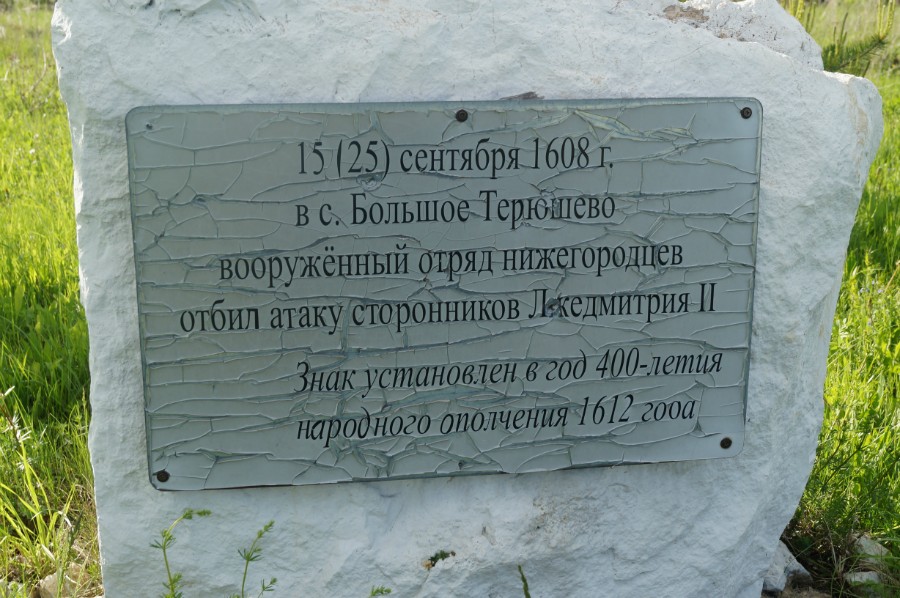 15 (25) сентября 1608 г.
в с. Большое Терюшево
вооружённый отряд нижегородцев
отбил атаку сторонников Лжедмитрия II
Знак установлен в год 400-летия
народного ополчения 1612 года